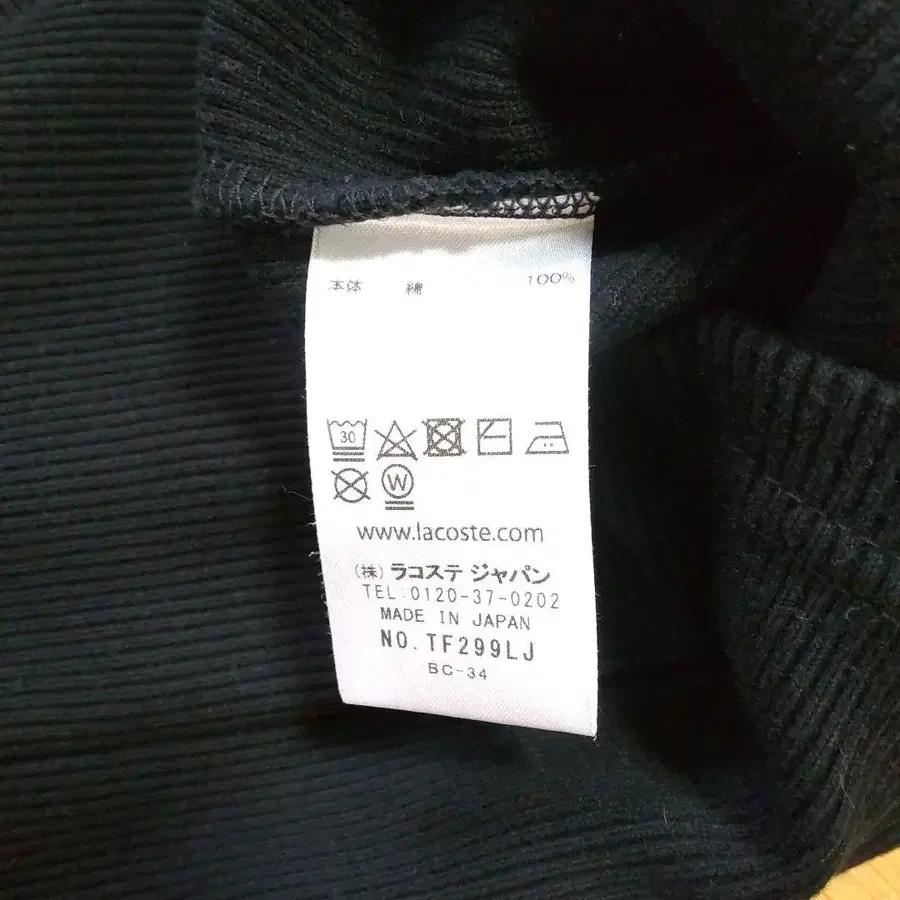 本体 綿 100%
30
W
www.lacoste.com
(株) ラコステ ジャパン
TEL:0120-37-0202
MADE IN JAPAN
NO.TF299LJ
BC-34